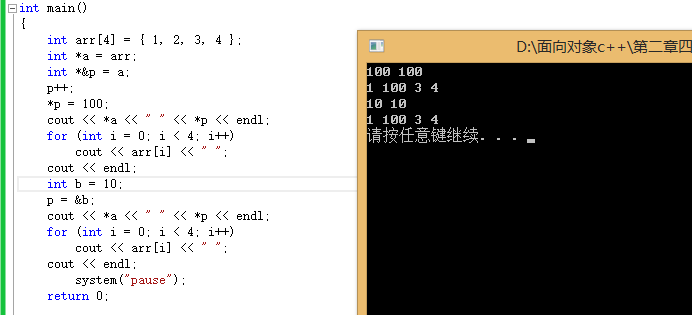 int main()
{
int arr[4] = { 1, 2, 3, 4 };
int *a = arr;
int *&p = a;
p++;
*p = 100;
cout << *a << " " << *p << endl;
for (int i = 0; i < 4; i++)
cout << arr[i] << " ";
cout << endl;
int b = 10;
p = &b;
cout << *a << " " << *p << endl;
for (int i = 0; i < 4; i++)
cout << arr[i] << " ";
cout << endl;
system("pause");
return 0;
D:\面向对象c++\第二章四
100 100
1 100 3 4
10 10
1 100 3 4
请按任意键继续. . .